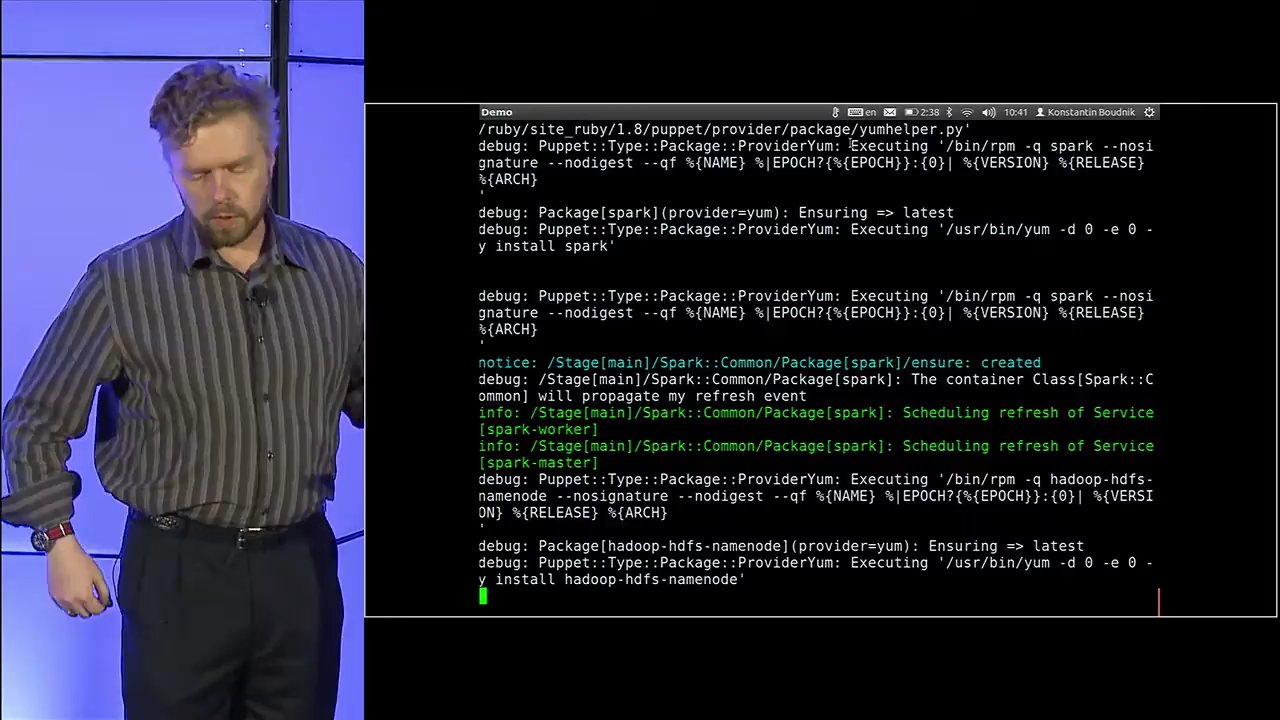 Demo
en
2:38
10:41
Konstantin Boudnik
/ruby/site_ruby/1.8/puppet/provider/package/yumhelper.py'
debug: Puppet::Type::Package::ProviderYum: Executing '/bin/rpm -q spark --nosi
gnature --nodigest --qf %{NAME} %|EPOCH?{%{EPOCH}}:{0}| %{VERSION} %{RELEASE}
%{ARCH}
'
debug: Package[spark](provider=yum): Ensuring => latest
debug: Puppet::Type::Package::ProviderYum: Executing '/usr/bin/yum -d 0 -e 0 -
y install spark'
debug: Puppet::Type::Package::ProviderYum: Executing '/bin/rpm -q spark --nosi
gnature --nodigest --qf %{NAME} %|EPOCH?{%{EPOCH}}:{0}| %{VERSION} %{RELEASE}
%{ARCH}
'
notice: /Stage[main]/Spark::Common/Package[spark]/ensure: created
debug: /Stage[main]/Spark::Common/Package[spark]: The container Class[Spark::C
ommon] will propagate my refresh event
info: /Stage[main]/Spark::Common/Package[spark]: Scheduling refresh of Service
[spark-worker]
info: /Stage[main]/Spark::Common/Package[spark]: Scheduling refresh of Service
[spark-master]
debug: Puppet::Type::Package::ProviderYum: Executing '/bin/rpm -q hadoop-hdfs-
namenode --nosignature --nodigest --qf %{NAME} %|EPOCH?{%{EPOCH}}:{0}| %{VERSI
ON} %{RELEASE} %{ARCH}
'
debug: Package[hadoop-hdfs-namenode](provider=yum): Ensuring => latest
debug: Puppet::Type::Package::ProviderYum: Executing '/usr/bin/yum -d 0 -e 0 -
y install hadoop-hdfs-namenode'